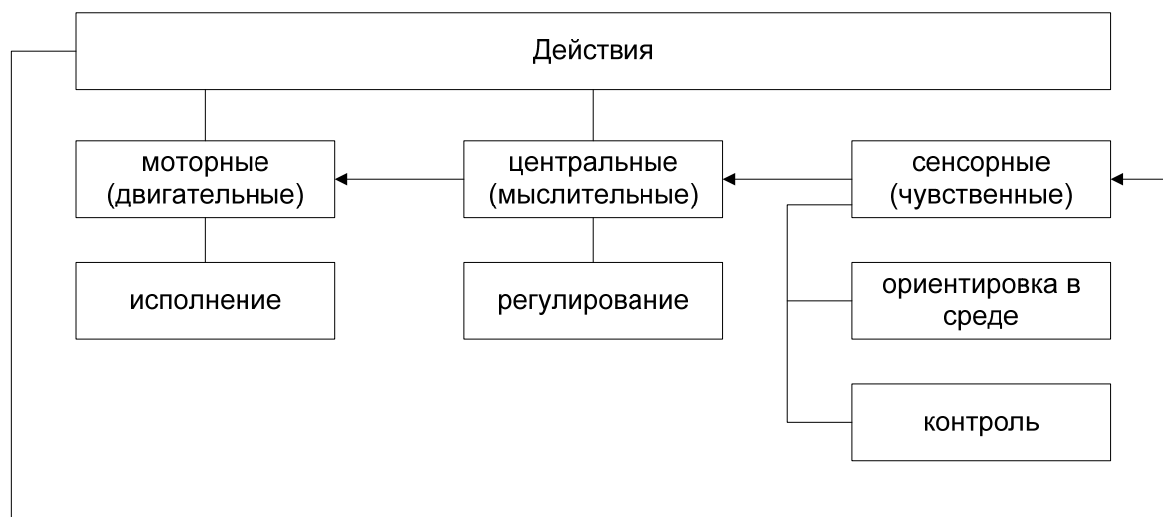 Действия
моторные
(двигательные)
центральные
(мыслительные)
сенсорные
(чувственные)
исполнение
регулирование
ориентировка в
среде
контроль